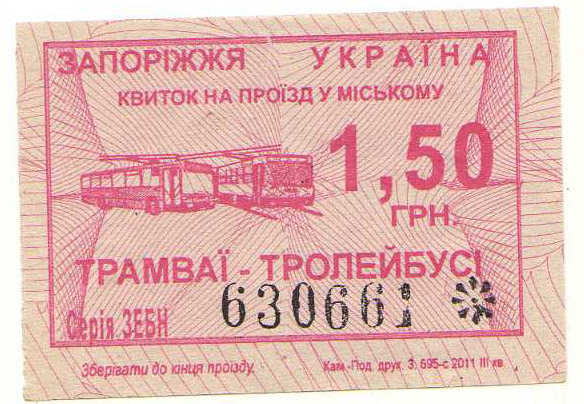 ЗАПОРІЖЖЯ УКРАЇНА
КВИТОК НА ПРОЇЗД У МІСЬКОМУ
1,50
ГРН.
ТРАМВАЇ - ТРОЛЕЙБУСІ
Серія ЗЕБН 630661
Зберігати до кінця проїзду. Кам.-Под. друк. З. 695-с 2011 III кв.